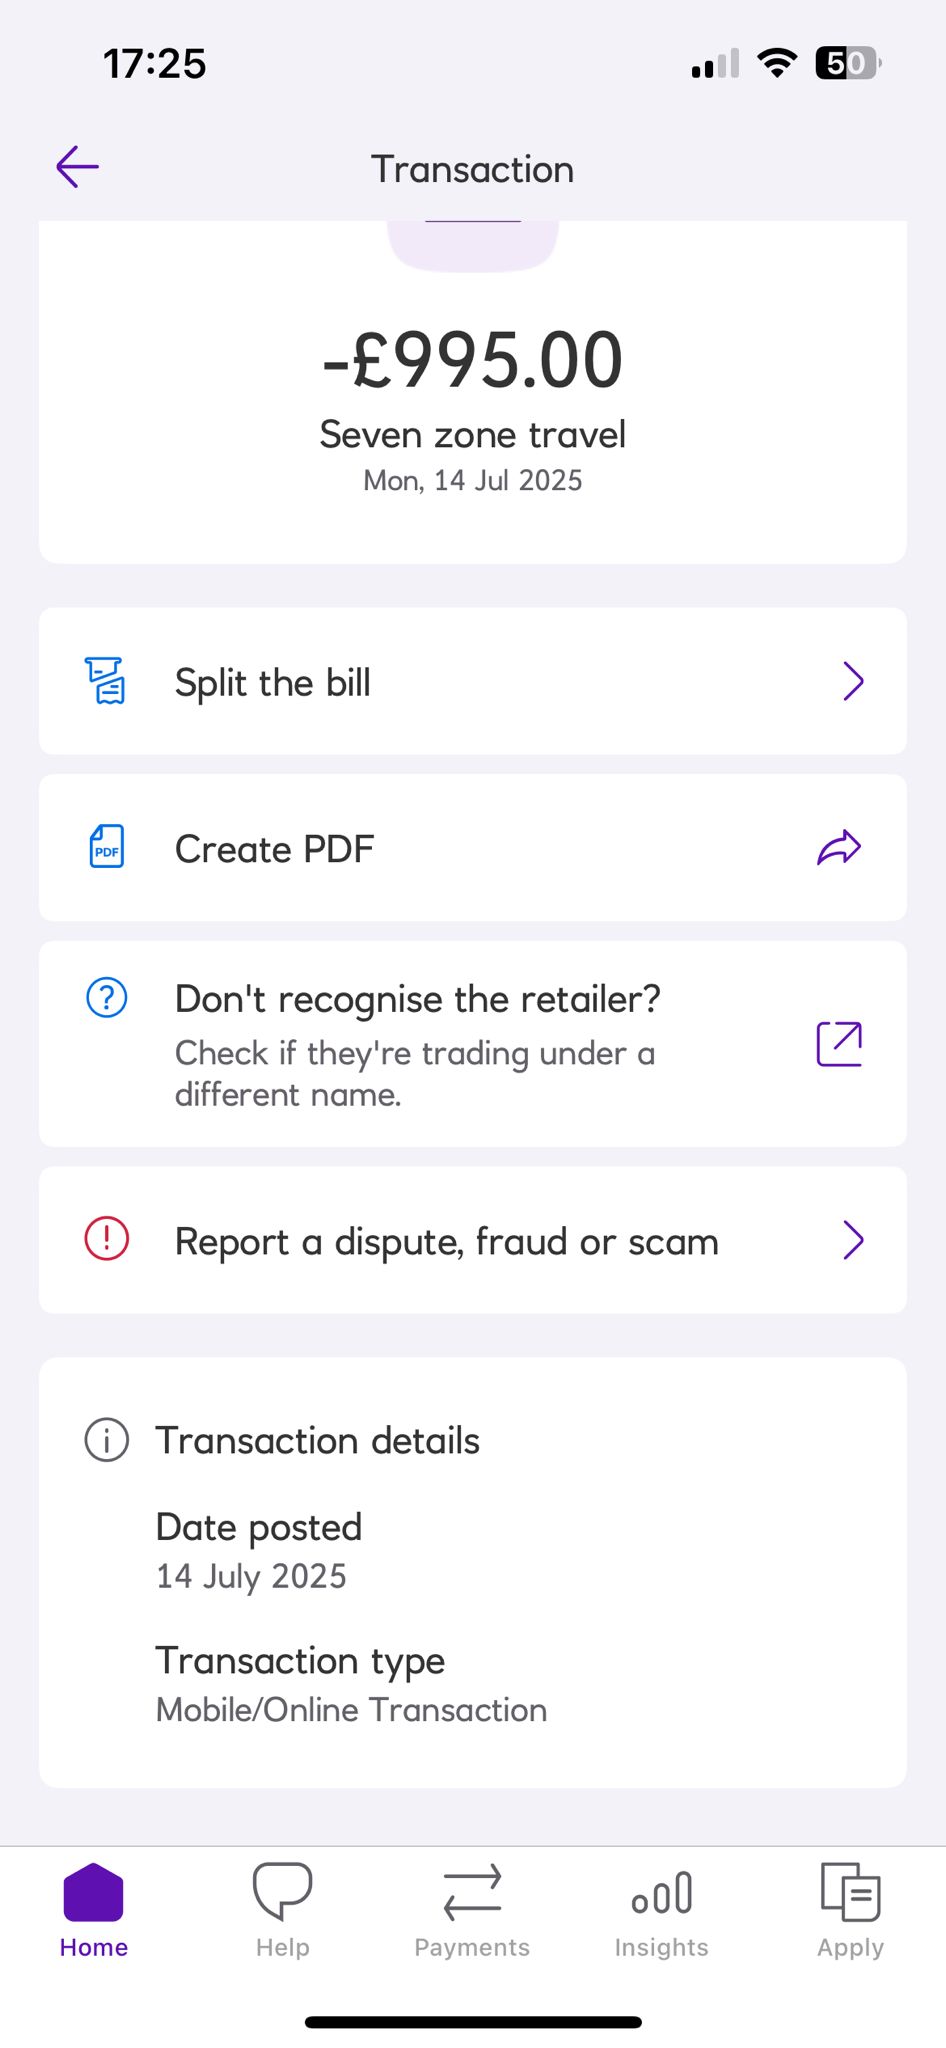 17:25
50
Transaction
-£995.00
Seven zone travel
Mon, 14 Jul 2025
Split the bill
PDF
Create PDF
Don't recognise the retailer?
Check if they're trading under a
different name.
Report a dispute, fraud or scam
Transaction details
Date posted
14 July 2025
Transaction type
Mobile/Online Transaction
Home
Help
Payments
Insights
Apply